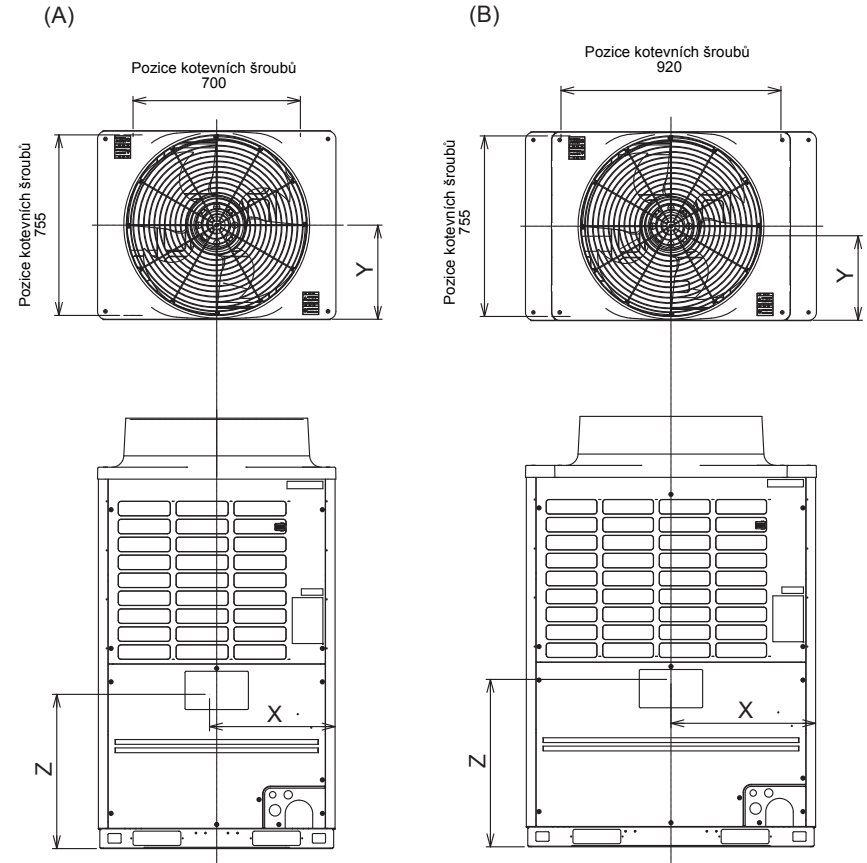 (A)
Pozice kotevních šroubů
700
Pozice kotevních šroubů
755
Y
X
Z
(B)
Pozice kotevních šroubů
920
Pozice kotevních šroubů
755
Y
X
Z